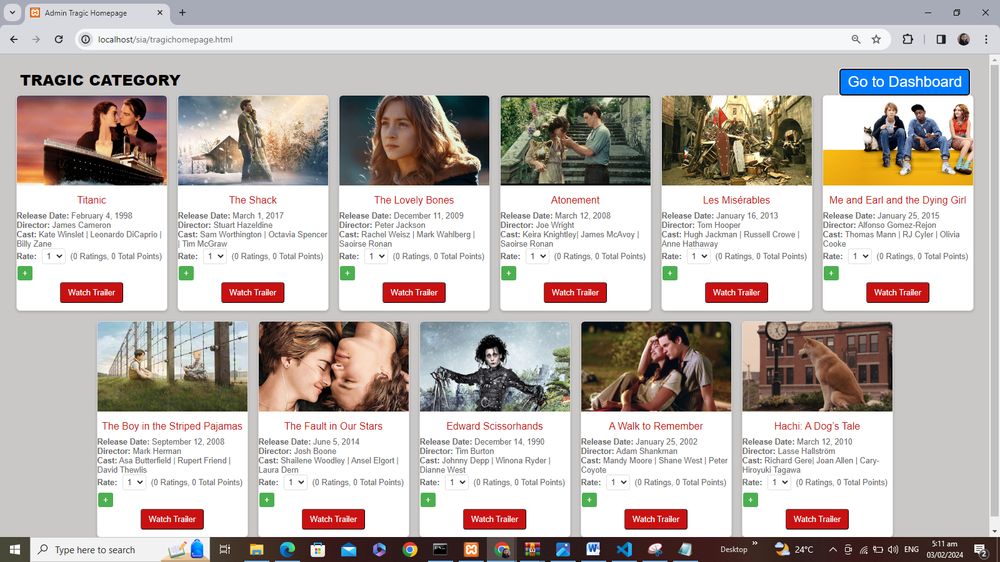 Admin Tragic Homepage
localhost/sia/tragichomepage.html
TRAGIC CATEGORY
Go to Dashboard
Titanic
Release Date: February 4, 1998
Director: James Cameron
Cast: Kate Winslet | Leonardo DiCaprio |
Billy Zane
Rate: 1 (0 Ratings, 0 Total Points)
+
Watch Trailer
The Shack
Release Date: March 1, 2017
Director: Stuart Hazeldine
Cast: Sam Worthington | Octavia Spencer
| Tim McGraw
Rate: 1 (0 Ratings, 0 Total Points)
+
Watch Trailer
The Lovely Bones
Release Date: December 11, 2009
Director: Peter Jackson
Cast: Rachel Weisz | Mark Wahlberg |
Saoirse Ronan
Rate: 1 (0 Ratings, 0 Total Points)
+
Watch Trailer
Atonement
Release Date: March 12, 2008
Director: Joe Wright
Cast: Keira Knightley| James McAvoy |
Saoirse Ronan
Rate: 1 (0 Ratings, 0 Total Points)
+
Watch Trailer
Les Misérables
Release Date: January 16, 2013
Director: Tom Hooper
Cast: Hugh Jackman | Russell Crowe |
Anne Hathaway
Rate: 1 (0 Ratings, 0 Total Points)
+
Watch Trailer
Me and Earl and the Dying Girl
Release Date: January 25, 2015
Director: Alfonso Gomez-Rejon
Cast: Thomas Mann | RJ Cyler | Olivia
Cooke
Rate: 1 (0 Ratings, 0 Total Points)
+
Watch Trailer
The Boy in the Striped Pajamas
Release Date: September 12, 2008
Director: Mark Herman
Cast: Asa Butterfield | Rupert Friend |
David Thewlis
Rate: 1 (0 Ratings, 0 Total Points)
+
Watch Trailer
The Fault in Our Stars
Release Date: June 5, 2014
Director: Josh Boone
Cast: Shailene Woodley | Ansel Elgort |
Laura Dern
Rate: 1 (0 Ratings, 0 Total Points)
+
Watch Trailer
Edward Scissorhands
Release Date: December 14, 1990
Director: Tim Burton
Cast: Johnny Depp | Winona Ryder |
Dianne West
Rate: 1 (0 Ratings, 0 Total Points)
+
Watch Trailer
A Walk to Remember
Release Date: January 25, 2002
Director: Adam Shankman
Cast: Mandy Moore | Shane West | Peter
Coyote
Rate: 1 (0 Ratings, 0 Total Points)
+
Watch Trailer
Hachi: A Dog’s Tale
Release Date: March 12, 2010
Director: Lasse Hallström
Cast: Richard Gere| Joan Allen | Cary-
Hiroyuki Tagawa
Rate: 1 (0 Ratings, 0 Total Points)
+
Watch Trailer
Type here to search
Desktop
24°C
ENG
5:11 am
03/02/2024
2